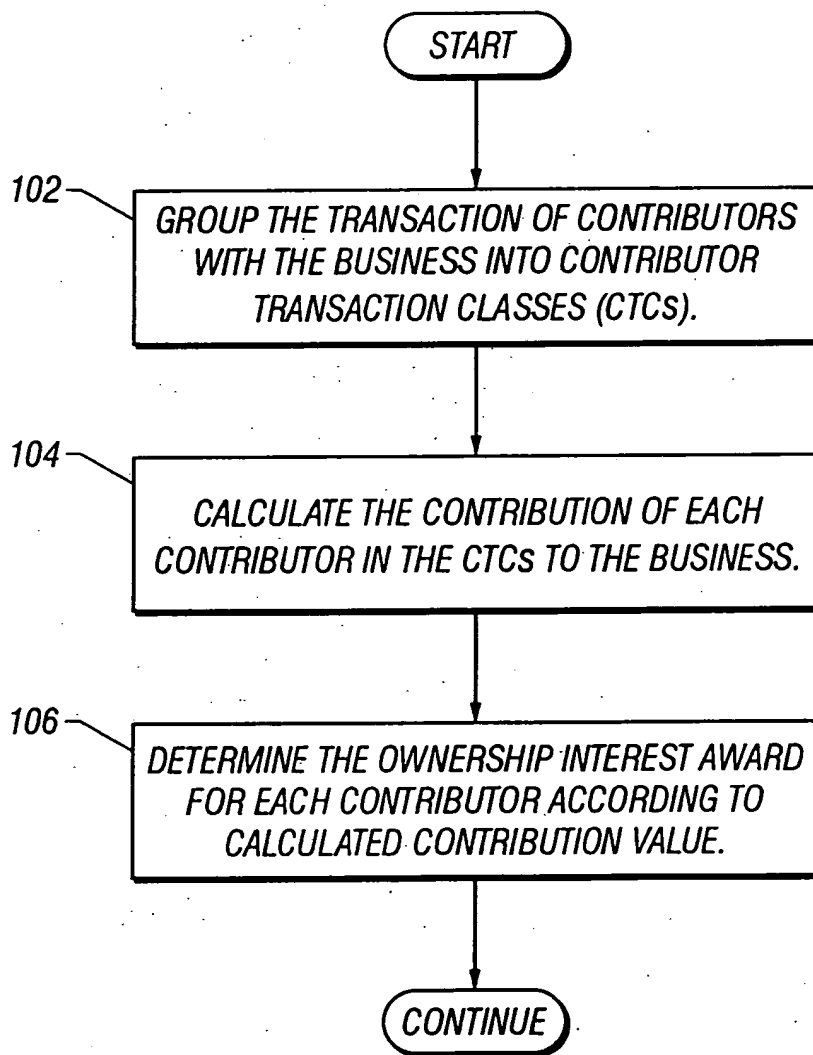 START
102
GROUP THE TRANSACTION OF CONTRIBUTORS
WITH THE BUSINESS INTO CONTRIBUTOR
TRANSACTION CLASSES (CTCs).
104
CALCULATE THE CONTRIBUTION OF EACH
CONTRIBUTOR IN THE CTCs TO THE BUSINESS.
106
DETERMINE THE OWNERSHIP INTEREST AWARD
FOR EACH CONTRIBUTOR ACCORDING TO
CALCULATED CONTRIBUTION VALUE.
CONTINUE